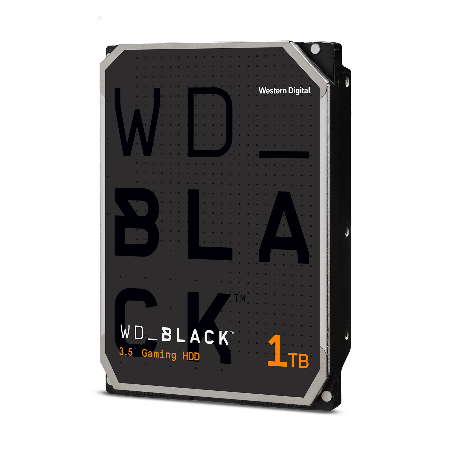 Western Digital
WD_
BLA
CK™
WD_BLACK™
3.5 Gaming HDD
1TB